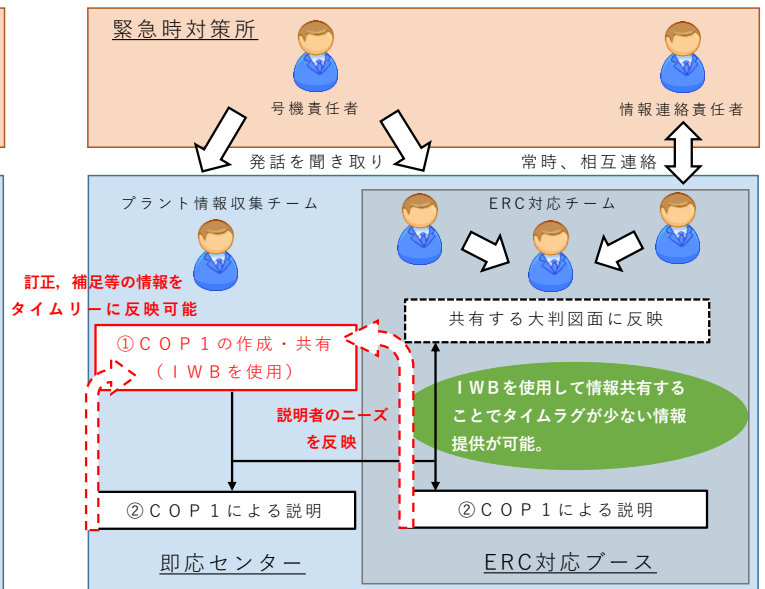 緊急時対策所
号機責任者
情報連絡責任者
発話を聞き取り
常時、相互連絡
プラント情報収集チーム
ERC対応チーム
訂正，補足等の情報を
タイムリーに反映可能
共有する大判図面に反映
①ＣＯＰ１の作成・共有
（ＩＷＢを使用）
ＩＷＢを使用して情報共有する
ことでタイムラグが少ない情報
提供が可能。
説明者のニーズ
を反映
②ＣＯＰ１による説明
②ＣＯＰ１による説明
即応センター
ERC対応ブース